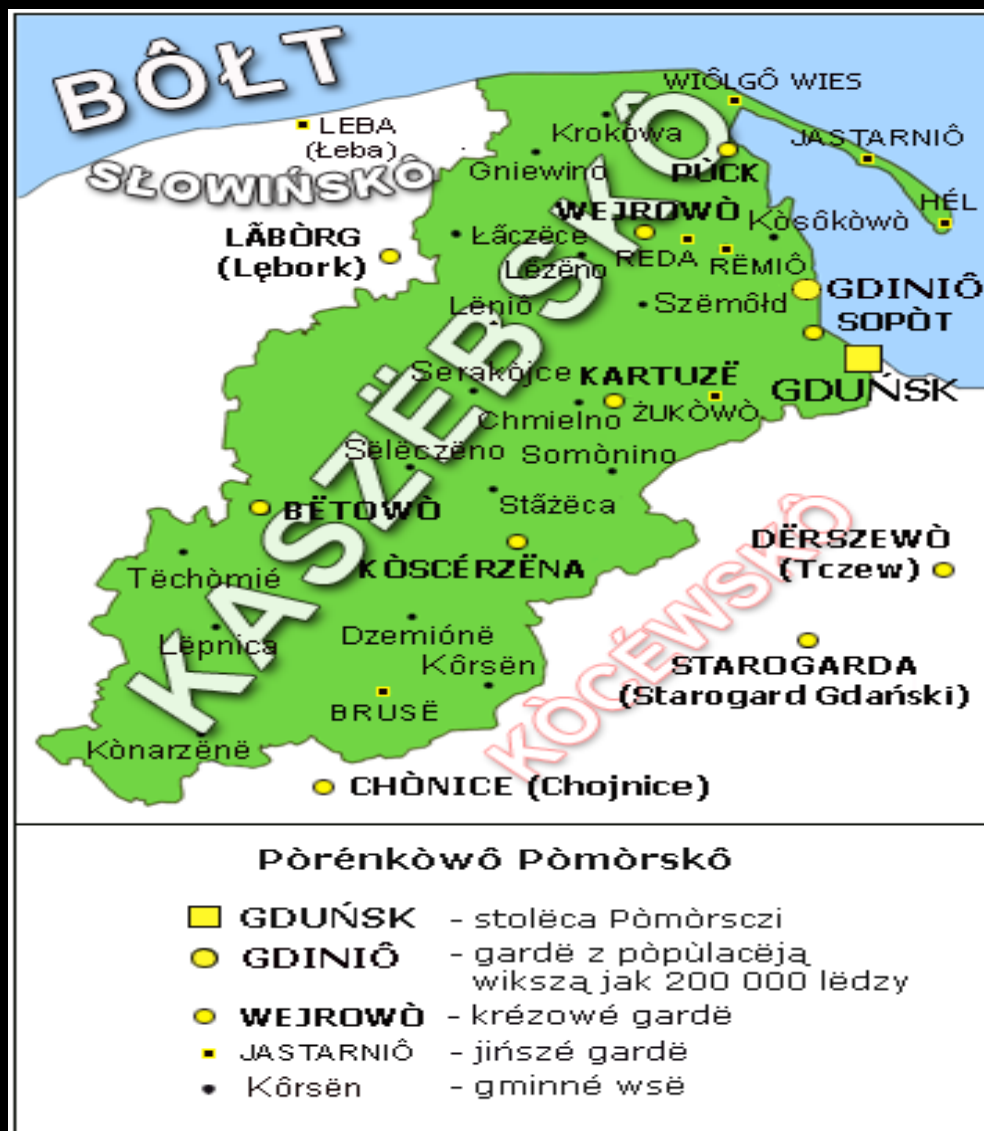 BÔŁT
WIÔLGÔ WIES
LEBA
(Łeba)
Krokòwa
JASTARNIÔ
SŁOWIŃSKÔ
Gniewinò
PÙCK
HÉL
WEJROWÒ
Kòsôkòwò
LÃBÒRG
(Lębork)
Łãczëce
Lëzëno
REDA
RËMIÔ
KASZËBSKÔ
GDINIÔ
Lëniô
Szëmôłd
SOPÒT
Serakòjce
KARTUZË
GDUŃSK
Chmielno
ŻUKÒWÒ
Sëlëczëno
Somònino
BËTOWÒ
Stãżëca
DËRSZEWÒ
(Tczew)
KÒSCÉRZËNA
Tëchòmié
Lëpnica
Dzemióné
KÒCÉWSKÔ
Kôrsën
STAROGARDA
(Starogard Gdański)
BRUSË
Kònarzënë
CHÒNICE (Chojnice)
Pòrénkòwô Pòmòrskô
GDUŃSK - stolëca Pòmòrsczi
GDINIÔ - gardë z pòpùlacëją
wikszą jak 200 000 lëdzy
WEJROWÒ - krézowé gardë
JASTARNIÔ - jińszé gardë
Kôrsën - gminné wsë